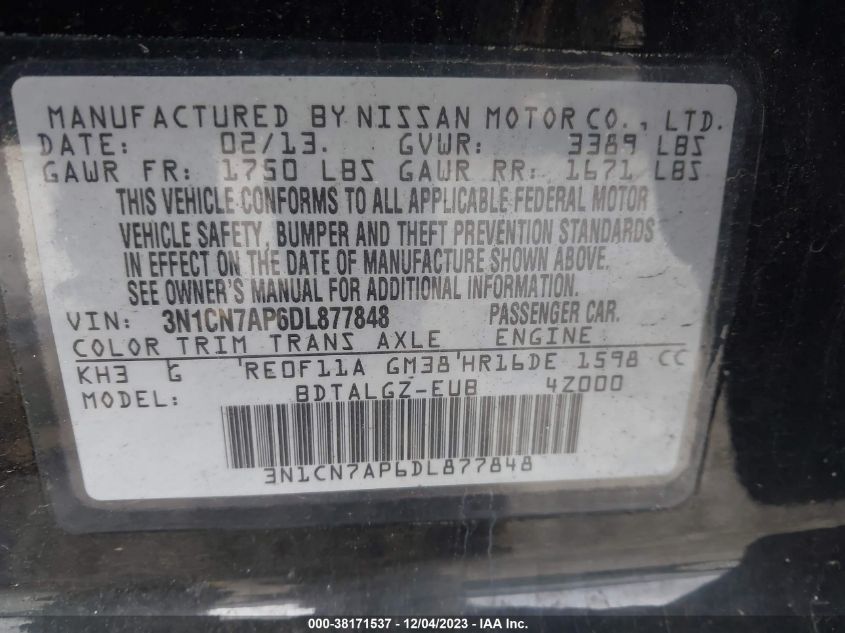 MANUFACTURED BY NISSAN MOTOR CO., LTD.
DATE: 02/13. GVWR: 3389 LBS
GAWR FR: 1750 LBS GAWR RR: 1671 LBS
THIS VEHICLE CONFORMS TO ALL APPLICABLE FEDERAL MOTOR
VEHICLE SAFETY, BUMPER AND THEFT PREVENTION STANDARDS
IN EFFECT ON THE DATE OF MANUFACTURE SHOWN ABOVE.
SEE OWNER'S MANUAL FOR ADDITIONAL INFORMATION.
VIN: 3N1CN7AP6DL877848 PASSENGER CAR.
COLOR TRIM TRANS AXLE ENGINE
KH3 G RE0F11A GM38 HR16DE 1598 CC
MODEL: BDTALGZ-EUB 4Z000
3N1CN7AP6DL877848
000-38171537 - 12/04/2023 - IAA Inc.